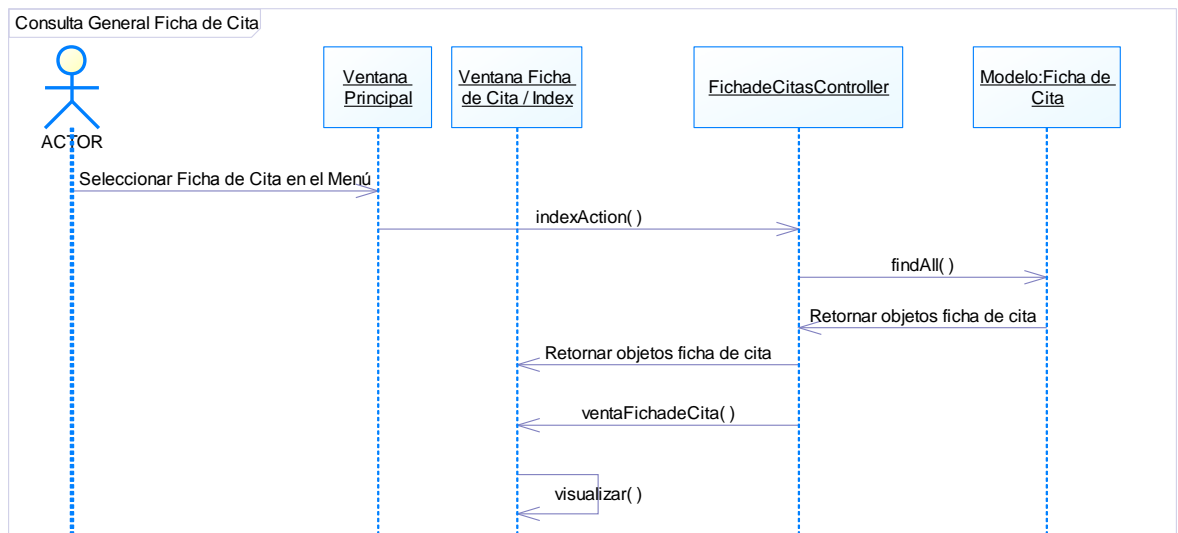 Consulta General Ficha de Cita
Ventana
Principal
Ventana Ficha
de Cita / Index
FichadeCitasController
Modelo:Ficha de
Cita
ACTOR
Seleccionar Ficha de Cita en el Menú
indexAction( )
findAll( )
Retornar objetos ficha de cita
Retornar objetos ficha de cita
ventaFichadeCita( )
visualizar( )